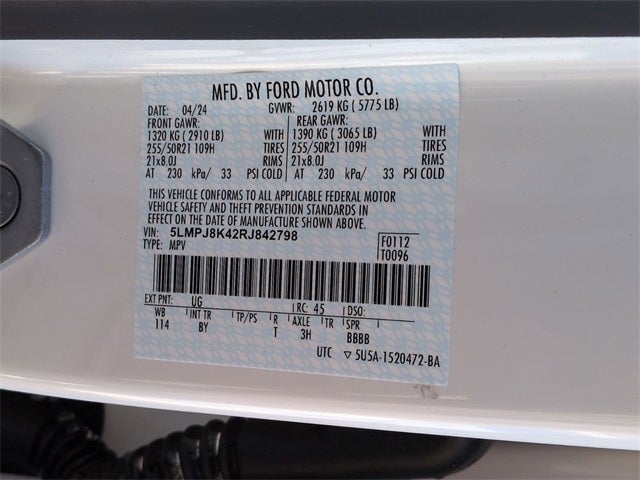 MFD. BY FORD MOTOR CO.
DATE: 04/24 GVWR: 2619 KG ( 5775 LB)
FRONT GAWR: REAR GAWR:
1320 KG ( 2910 LB) WITH 1390 KG ( 3065 LB) WITH
255/50R21 109H TIRES 255/50R21 109H TIRES
21x8.0J RIMS 21x8.0J RIMS
AT 230 kPa/ 33 PSI COLD AT 230 kPa/ 33 PSI COLD
THIS VEHICLE CONFORMS TO ALL APPLICABLE FEDERAL MOTOR
VEHICLE SAFETY AND THEFT PREVENTION STANDARDS IN
EFFECT ON THE DATE OF MANUFACTURE SHOWN ABOVE.
VIN: 5LMPJ8K42RJ842798 F0112
TYPE: MPV T0096
EXT PNT: UG RC: 45 DSO:
WB INT TR TP/PS R AXLE TR SPR
114 BY T 3H BBBB
UTC ▽ 5U5A-1520472-BA